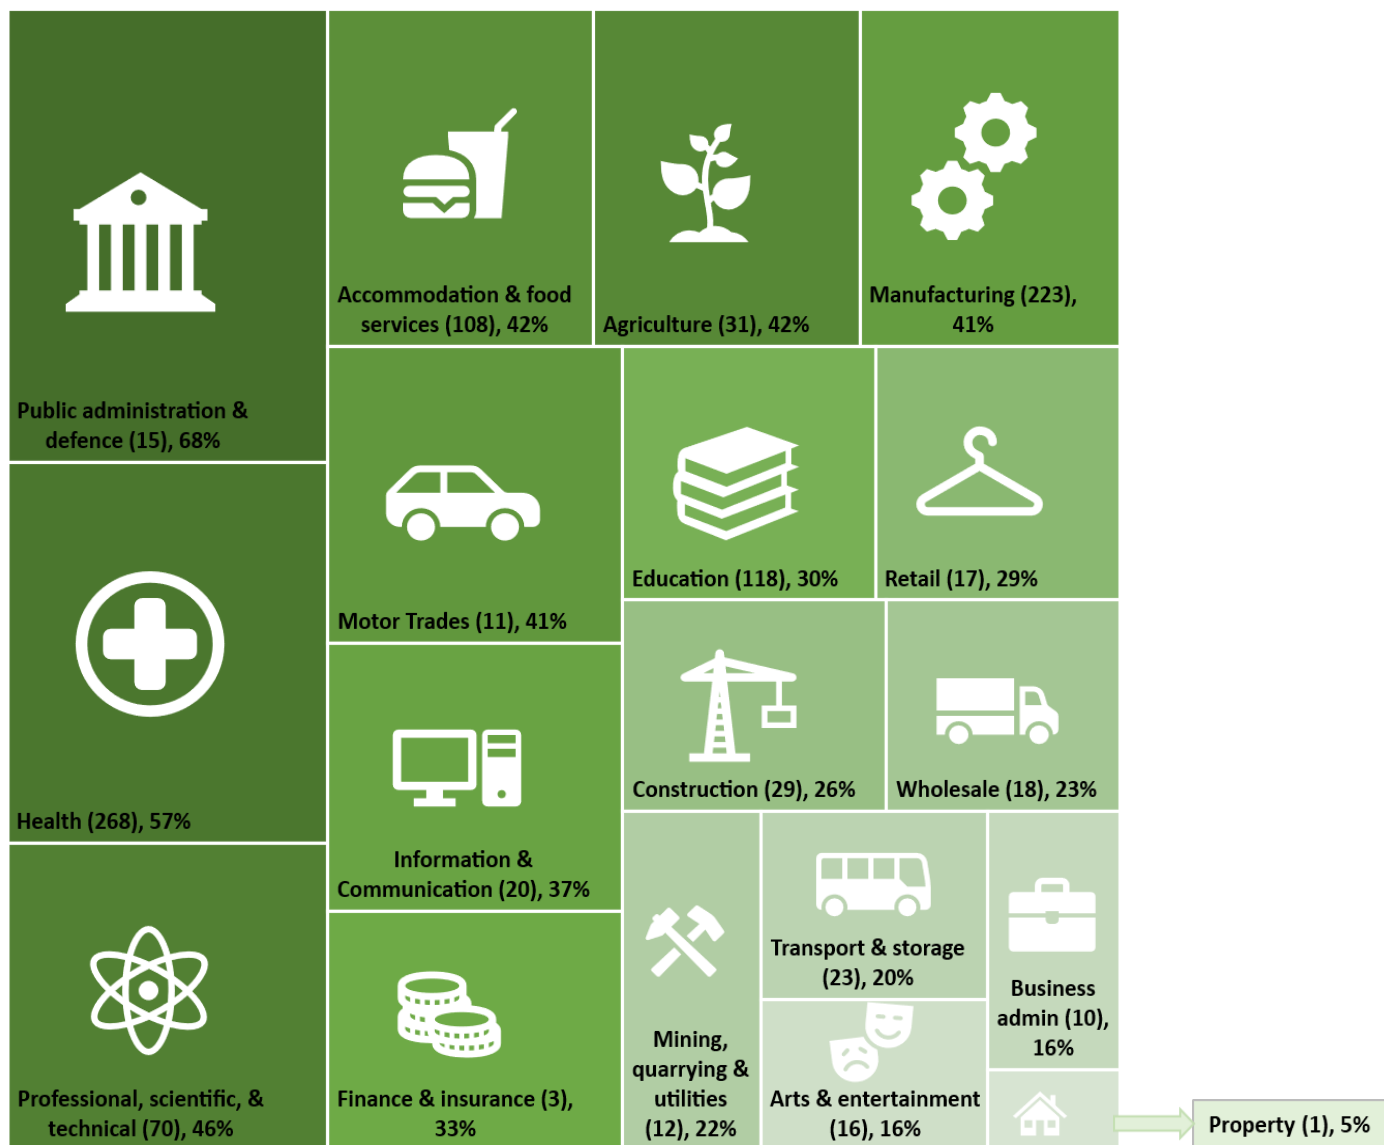 Public administration &
defence (15), 68%
Accommodation & food
services (108), 42%
Agriculture (31), 42%
Manufacturing (223),
41%
Health (268), 57%
Motor Trades (11), 41%
Education (118), 30%
Retail (17), 29%
Information &
Communication (20), 37%
Construction (29), 26%
Wholesale (18), 23%
Professional, scientific, &
technical (70), 46%
Finance & insurance (3),
33%
Mining,
quarrying &
utilities
(12), 22%
Transport & storage
(23), 20%
Arts & entertainment
(16), 16%
Business
admin (10),
16%
Property (1), 5%